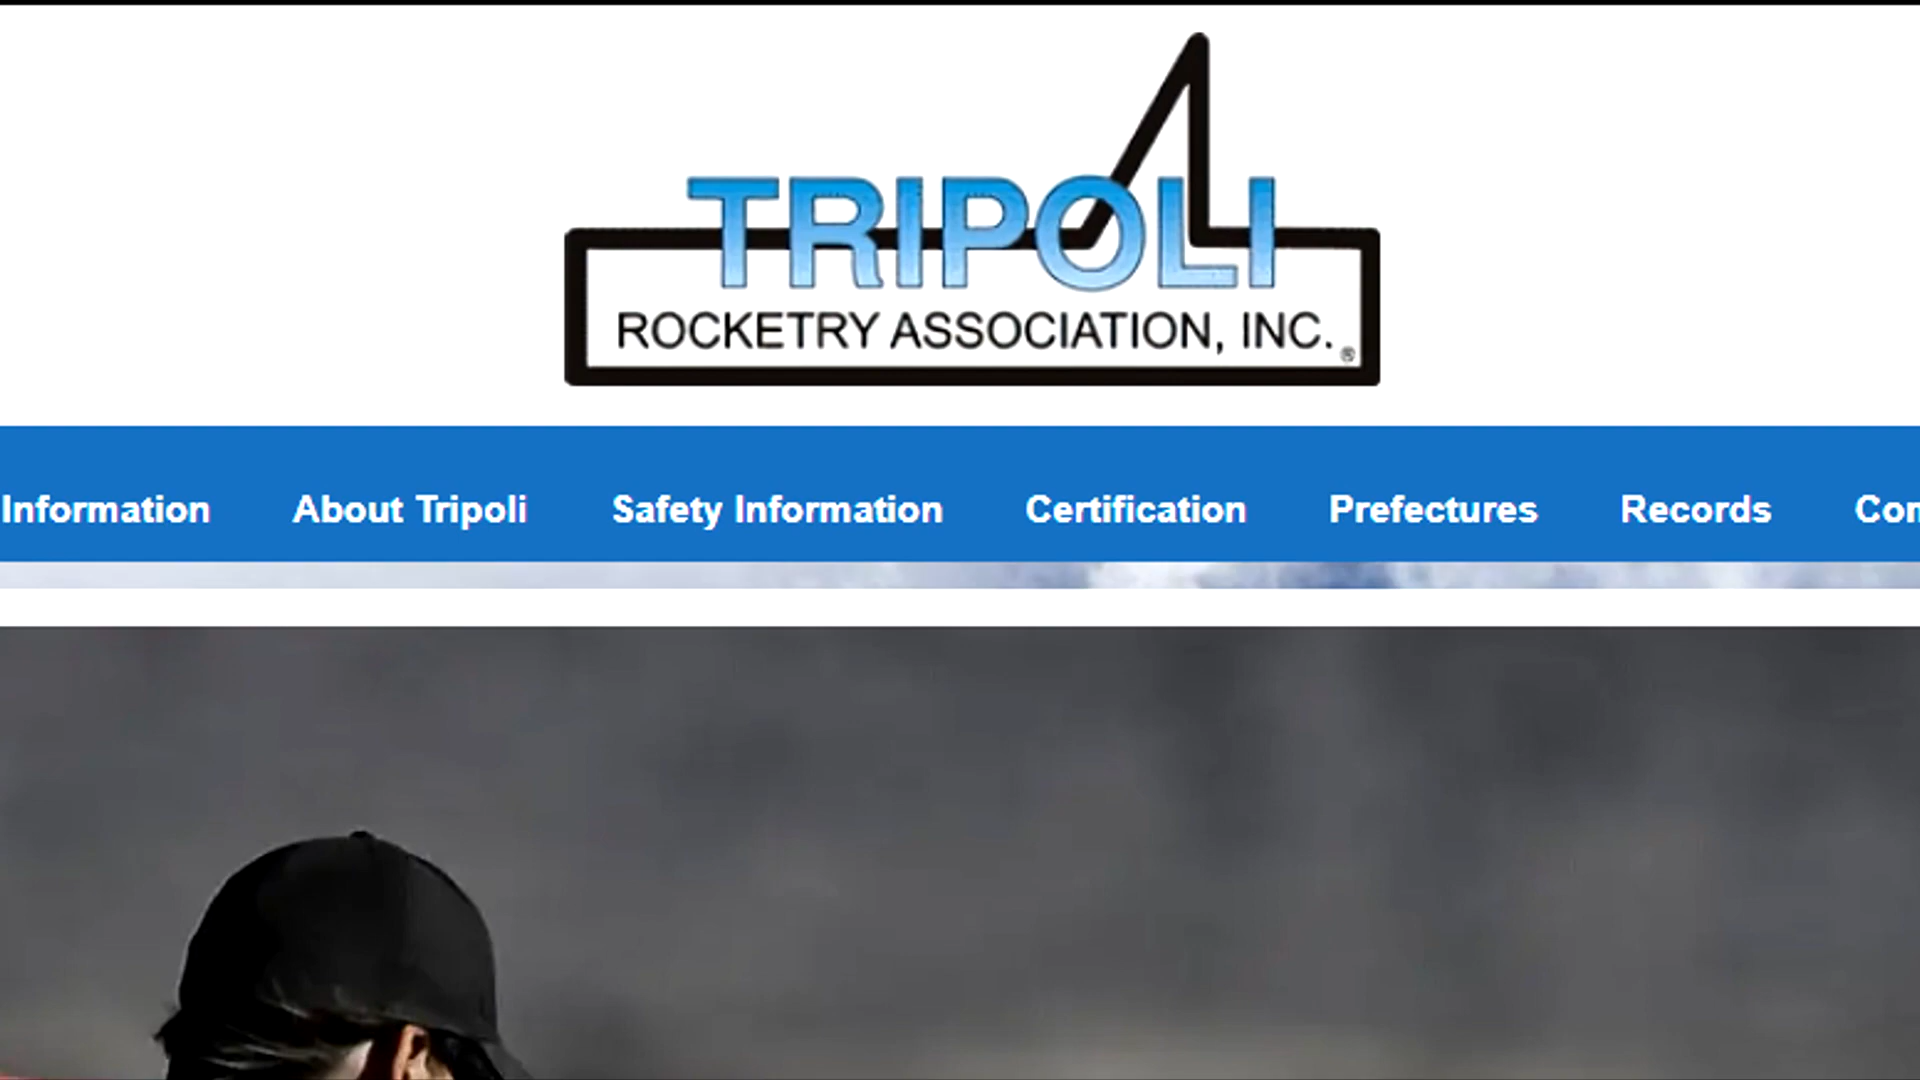 TRIPOLI
ROCKETRY ASSOCIATION, INC. ®
Information About Tripoli Safety Information Certification Prefectures Records